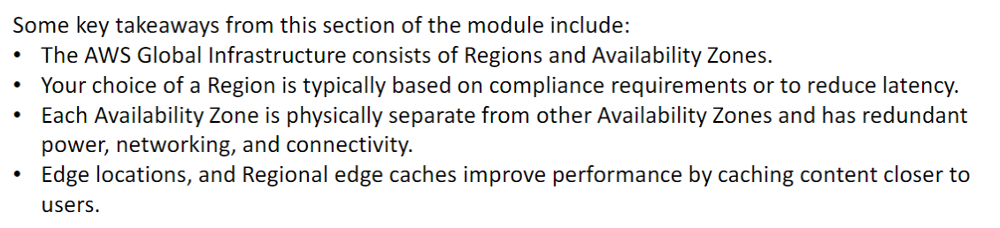 Some key takeaways from this section of the module include:
• The AWS Global Infrastructure consists of Regions and Availability Zones.
• Your choice of a Region is typically based on compliance requirements or to reduce latency.
• Each Availability Zone is physically separate from other Availability Zones and has redundant
power, networking, and connectivity.
• Edge locations, and Regional edge caches improve performance by caching content closer to
users.